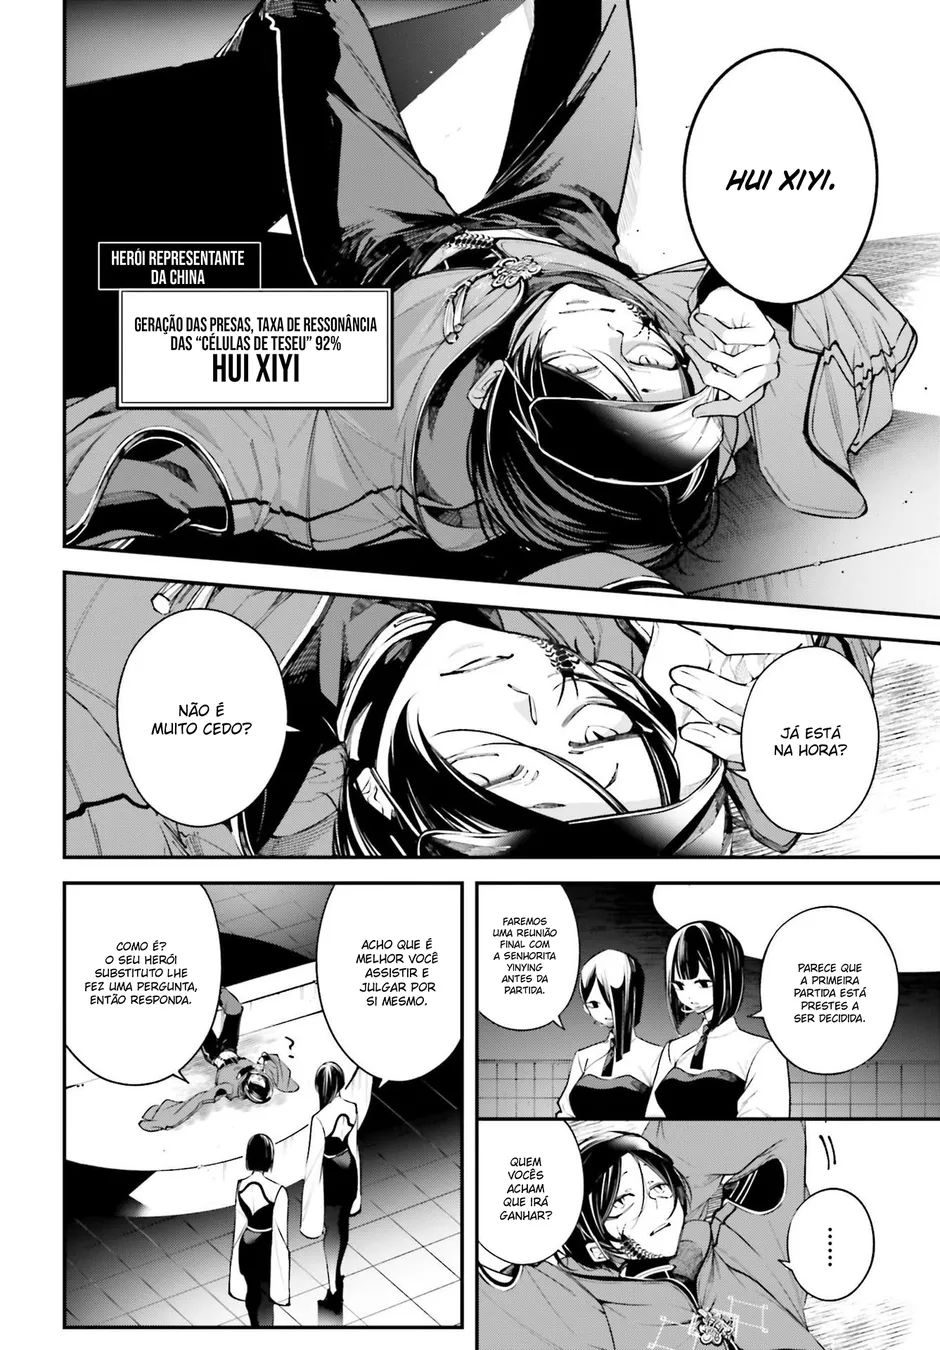 HUI XIYI.
HERÓI REPRESENTANTE
DA CHINA
GERAÇÃO DAS PRESAS, TAXA DE RESSONÂNCIA
DAS “CÉLULAS DE TESEU” 92%
HUI XIYI
JÁ ESTÁ
NA HORA?
NÃO É
MUITO CEDO?
PARECE QUE
A PRIMEIRA
PARTIDA ESTÁ
PRESTES A
SER DECIDIDA.
FAREMOS
UMA REUNIÃO
FINAL COM
A SENHORITA
YINYING
ANTES DA
PARTIDA.
......
QUEM
VOCÊS
ACHAM
QUE IRÁ
GANHAR?
ACHO QUE É
MELHOR VOCÊ
ASSISTIR E
JULGAR POR
SI MESMO.
COMO É?
O SEU HERÓI
SUBSTITUTO LHE
FEZ UMA PERGUNTA,
ENTÃO RESPONDA.
?